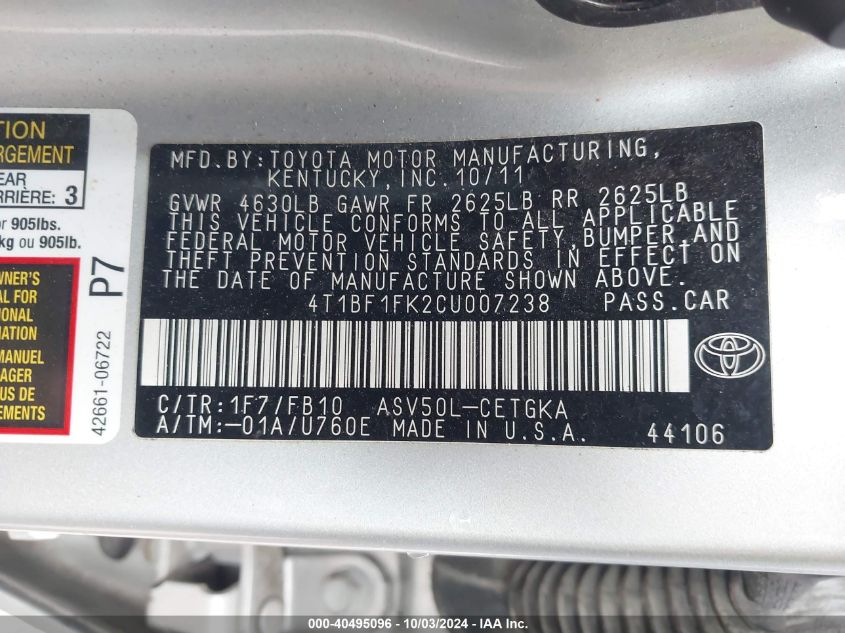 TION
RGEMENT
EAR
RRIÈRE: 3
or 905lbs.
kg ou 905lb.
OWNER'S
AL FOR
IONAL
MATION
MANUEL
AGER
US DE
EMENTS
P7
42661-06722
MFD.BY:TOYOTA MOTOR MANUFACTURING,
KENTUCKY, INC. 10/11
GVWR 4630LB GAWR FR 2625LB RR 2625LB
THIS VEHICLE CONFORMS TO ALL APPLICABLE
FEDERAL MOTOR VEHICLE SAFETY, BUMPER, AND
THEFT PREVENTION STANDARDS IN EFFECT ON
THE DATE OF MANUFACTURE SHOWN ABOVE.
4T1BF1FK2CU007238 PASS.CAR
C/TR:1F7/FB10 ASV50L-CETGKA
A/TM:-01A/U760E MADE IN U.S.A. 44106
000-40495096 - 10/03/2024 - IAA Inc.